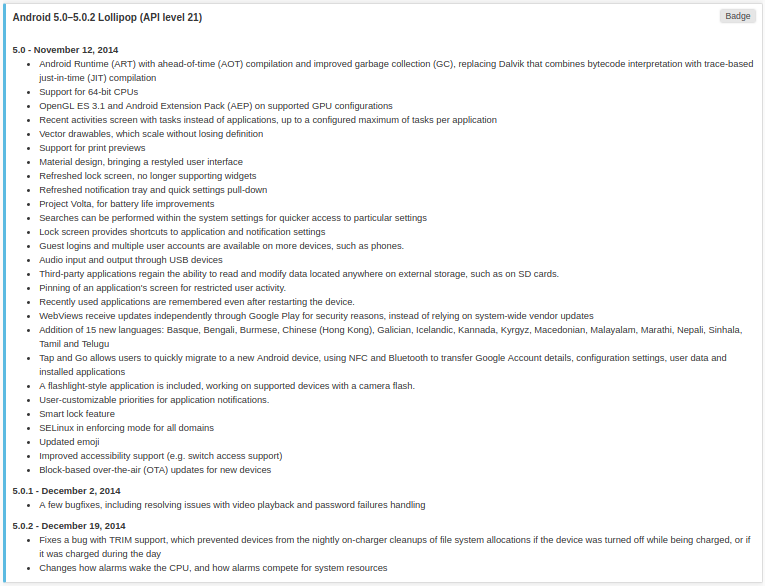 Android 5.0–5.0.2 Lollipop (API level 21)
Badge
5.0 - November 12, 2014
• Android Runtime (ART) with ahead-of-time (AOT) compilation and improved garbage collection (GC), replacing Dalvik that combines bytecode interpretation with trace-based
just-in-time (JIT) compilation
• Support for 64-bit CPUs
• OpenGL ES 3.1 and Android Extension Pack (AEP) on supported GPU configurations
• Recent activities screen with tasks instead of applications, up to a configured maximum of tasks per application
• Vector drawables, which scale without losing definition
• Support for print previews
• Material design, bringing a restyled user interface
• Refreshed lock screen, no longer supporting widgets
• Refreshed notification tray and quick settings pull-down
• Project Volta, for battery life improvements
• Searches can be performed within the system settings for quicker access to particular settings
• Lock screen provides shortcuts to application and notification settings
• Guest logins and multiple user accounts are available on more devices, such as phones.
• Audio input and output through USB devices
• Third-party applications regain the ability to read and modify data located anywhere on external storage, such as on SD cards.
• Pinning of an application's screen for restricted user activity.
• Recently used applications are remembered even after restarting the device.
• WebViews receive updates independently through Google Play for security reasons, instead of relying on system-wide vendor updates
• Addition of 15 new languages: Basque, Bengali, Burmese, Chinese (Hong Kong), Galician, Icelandic, Kannada, Kyrgyz, Macedonian, Malayalam, Marathi, Nepali, Sinhala,
Tamil and Telugu
• Tap and Go allows users to quickly migrate to a new Android device, using NFC and Bluetooth to transfer Google Account details, configuration settings, user data and
installed applications
• A flashlight-style application is included, working on supported devices with a camera flash.
• User-customizable priorities for application notifications.
• Smart lock feature
• SELinux in enforcing mode for all domains
• Updated emoji
• Improved accessibility support (e.g. switch access support)
• Block-based over-the-air (OTA) updates for new devices
5.0.1 - December 2, 2014
• A few bugfixes, including resolving issues with video playback and password failures handling
5.0.2 - December 19, 2014
• Fixes a bug with TRIM support, which prevented devices from the nightly on-charger cleanups of file system allocations if the device was turned off while being charged, or if
it was charged during the day
• Changes how alarms wake the CPU, and how alarms compete for system resources